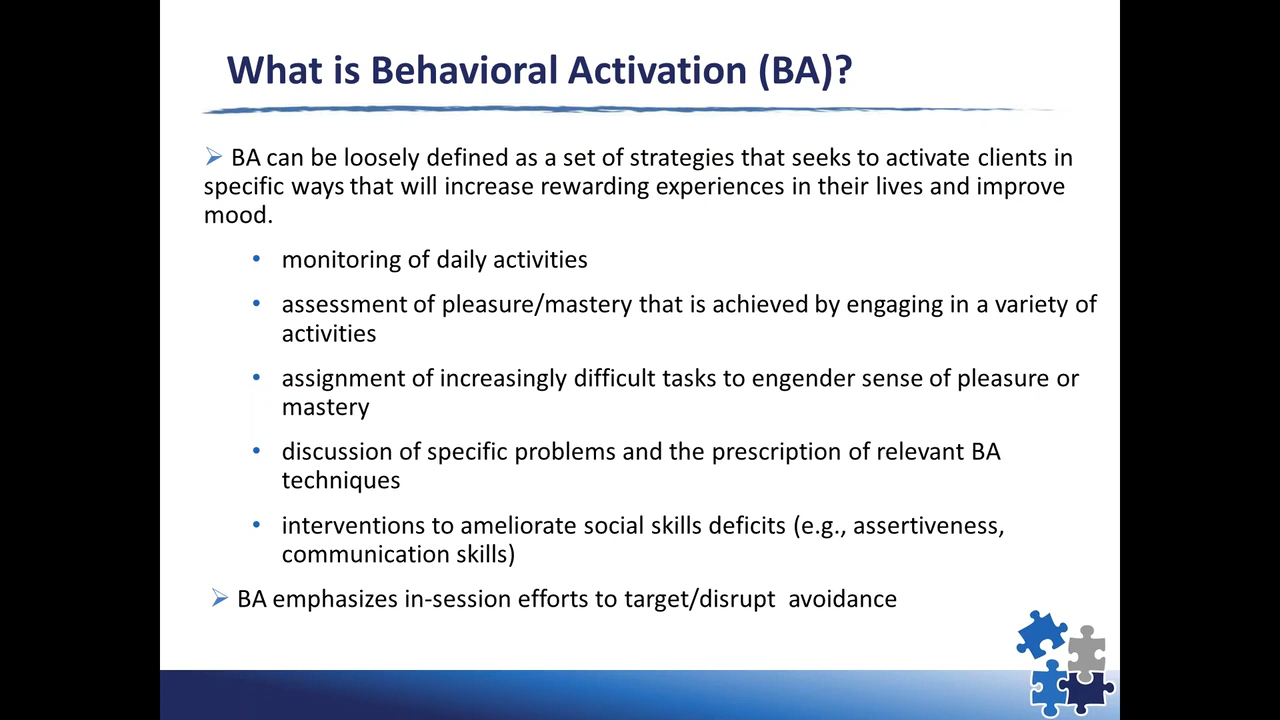 What is Behavioral Activation (BA)?
➢ BA can be loosely defined as a set of strategies that seeks to activate clients in
specific ways that will increase rewarding experiences in their lives and improve
mood.
• monitoring of daily activities
• assessment of pleasure/mastery that is achieved by engaging in a variety of
activities
• assignment of increasingly difficult tasks to engender sense of pleasure or
mastery
• discussion of specific problems and the prescription of relevant BA
techniques
• interventions to ameliorate social skills deficits (e.g., assertiveness,
communication skills)
➢ BA emphasizes in-session efforts to target/disrupt  avoidance